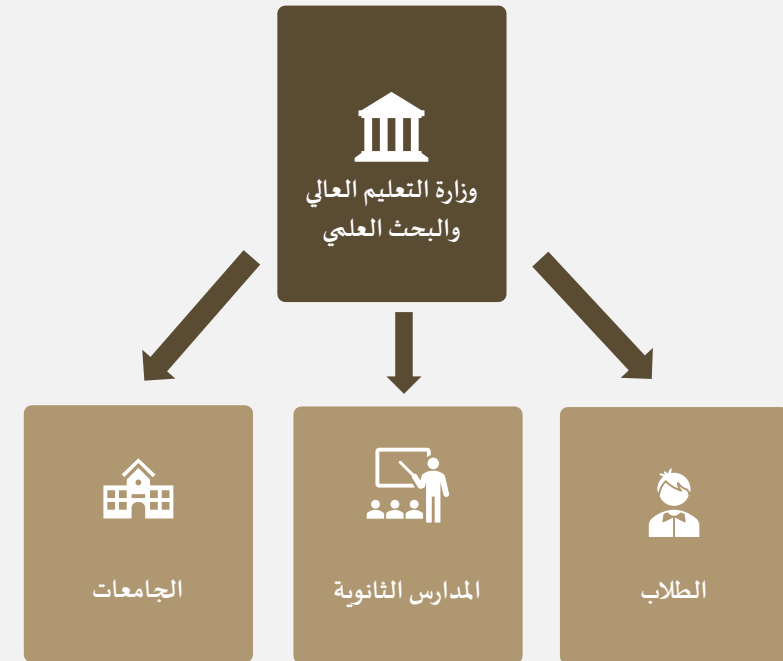 وزارة التعليم العالي
والبحث العلمي
الطلاب
المدارس الثانوية
الجامعات